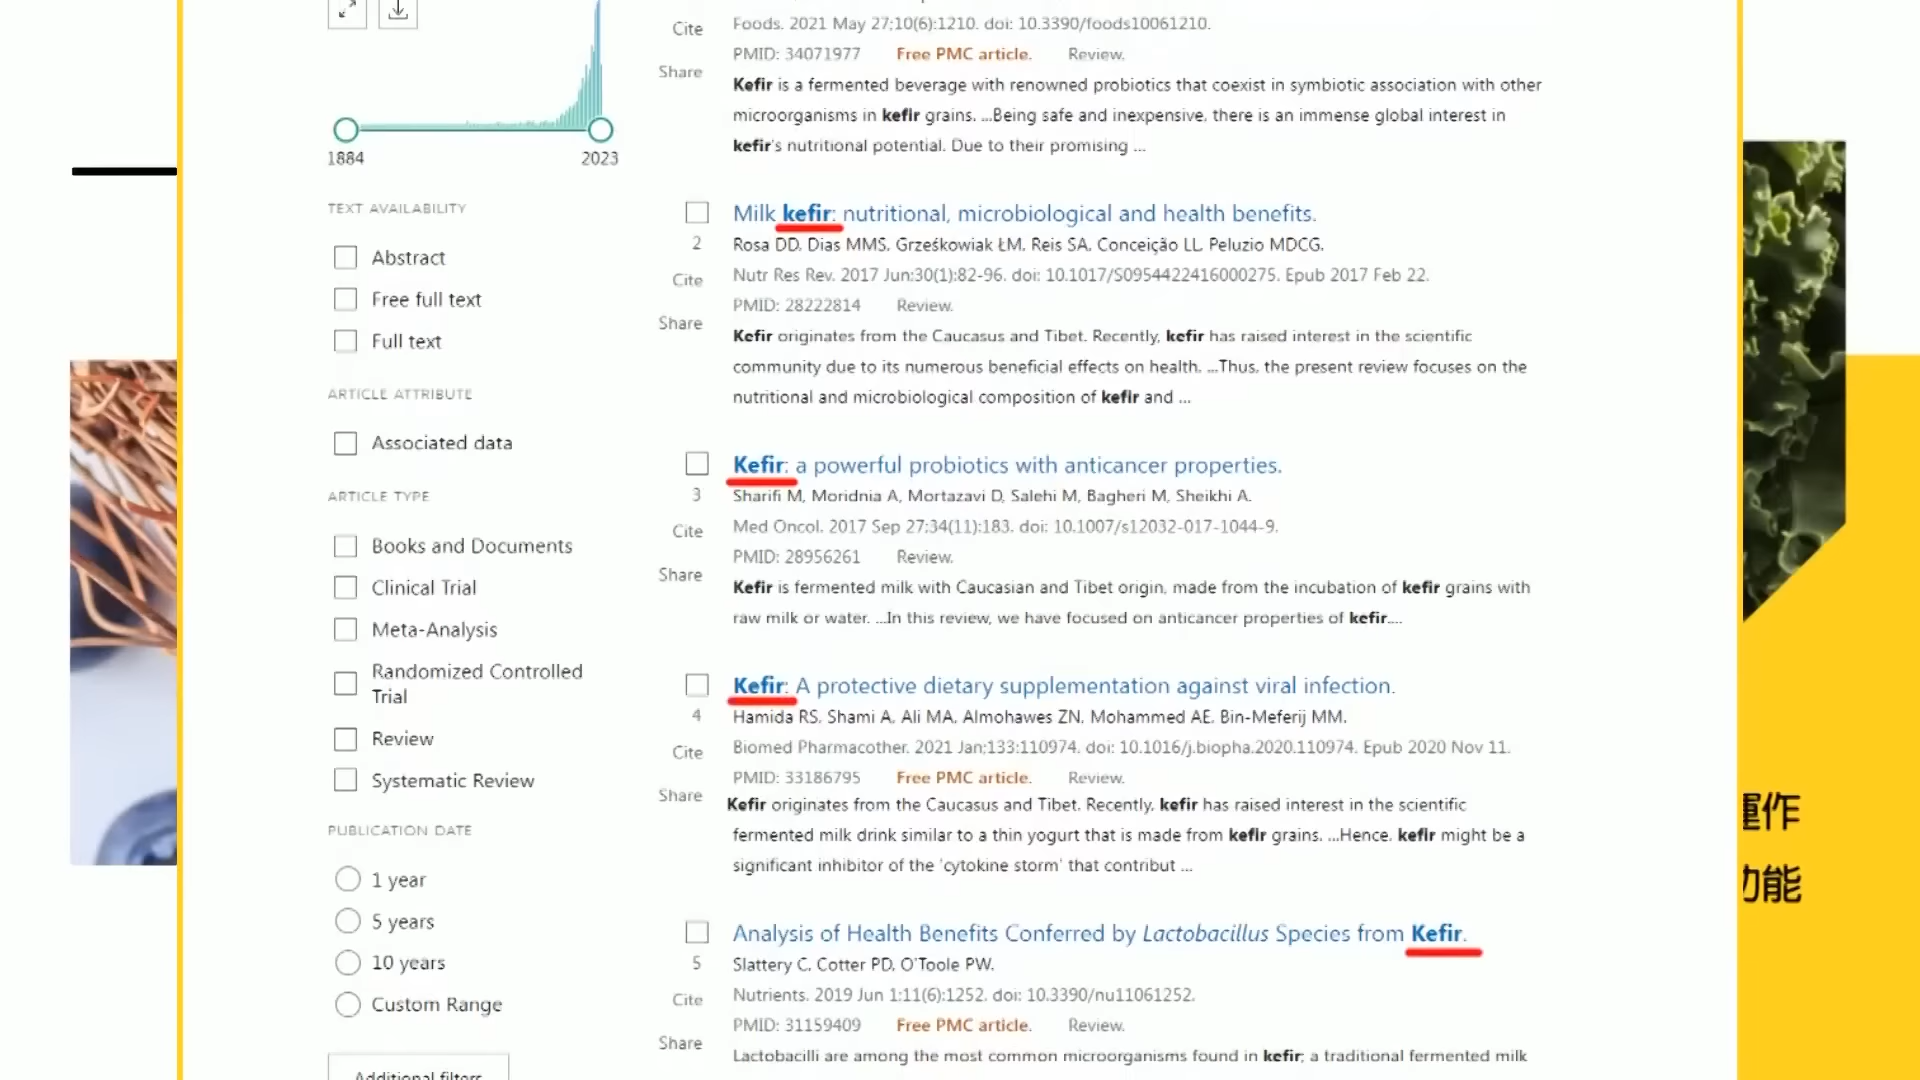 1884 2023
TEXT AVAILABILITY
Abstract
Free full text
Full text
ARTICLE ATTRIBUTE
Associated data
ARTICLE TYPE
Books and Documents
Clinical Trial
Meta-Analysis
Randomized Controlled
Trial
Review
Systematic Review
PUBLICATION DATE
1 year
5 years
10 years
Custom Range
Additional filters
Cite
Share
Foods. 2021 May 27;10(6):1210. doi: 10.3390/foods10061210.
PMID: 34071977 Free PMC article. Review.
Kefir is a fermented beverage with renowned probiotics that coexist in symbiotic association with other
microorganisms in kefir grains. ...Being safe and inexpensive, there is an immense global interest in
kefir's nutritional potential. Due to their promising ...
2
Cite
Share
Milk kefir: nutritional, microbiological and health benefits.
Rosa DD, Dias MMS, Grześkowiak ŁM, Reis SA, Conceição LL, Peluzio MDCG.
Nutr Res Rev. 2017 Jun;30(1):82-96. doi: 10.1017/S0954422416000275. Epub 2017 Feb 22.
PMID: 28222814 Review.
Kefir originates from the Caucasus and Tibet. Recently, kefir has raised interest in the scientific
community due to its numerous beneficial effects on health. ...Thus, the present review focuses on the
nutritional and microbiological composition of kefir and ...
3
Cite
Share
Kefir: a powerful probiotics with anticancer properties.
Sharifi M, Moridnia A, Mortazavi D, Salehi M, Bagheri M, Sheikhi A.
Med Oncol. 2017 Sep 27;34(11):183. doi: 10.1007/s12032-017-1044-9.
PMID: 28956261 Review.
Kefir is fermented milk with Caucasian and Tibet origin, made from the incubation of kefir grains with
raw milk or water. ...In this review, we have focused on anticancer properties of kefir....
4
Cite
Share
Kefir: A protective dietary supplementation against viral infection.
Hamida RS, Shami A, Ali MA, Almohawes ZN, Mohammed AE, Bin-Meferij MM.
Biomed Pharmacother. 2021 Jan;133:110974. doi: 10.1016/j.biopha.2020.110974. Epub 2020 Nov 11.
PMID: 33186795 Free PMC article. Review.
Kefir originates from the Caucasus and Tibet. Recently, kefir has raised interest in the scientific
fermented milk drink similar to a thin yogurt that is made from kefir grains. ...Hence, kefir might be a
significant inhibitor of the 'cytokine storm' that contribut ...
5
Cite
Share
Analysis of Health Benefits Conferred by Lactobacillus Species from Kefir.
Slattery C, Cotter PD, O'Toole PW.
Nutrients. 2019 Jun 1;11(6):1252. doi: 10.3390/nu11061252.
PMID: 31159409 Free PMC article. Review.
Lactobacilli are among the most common microorganisms found in kefir; a traditional fermented milk
運作
功能